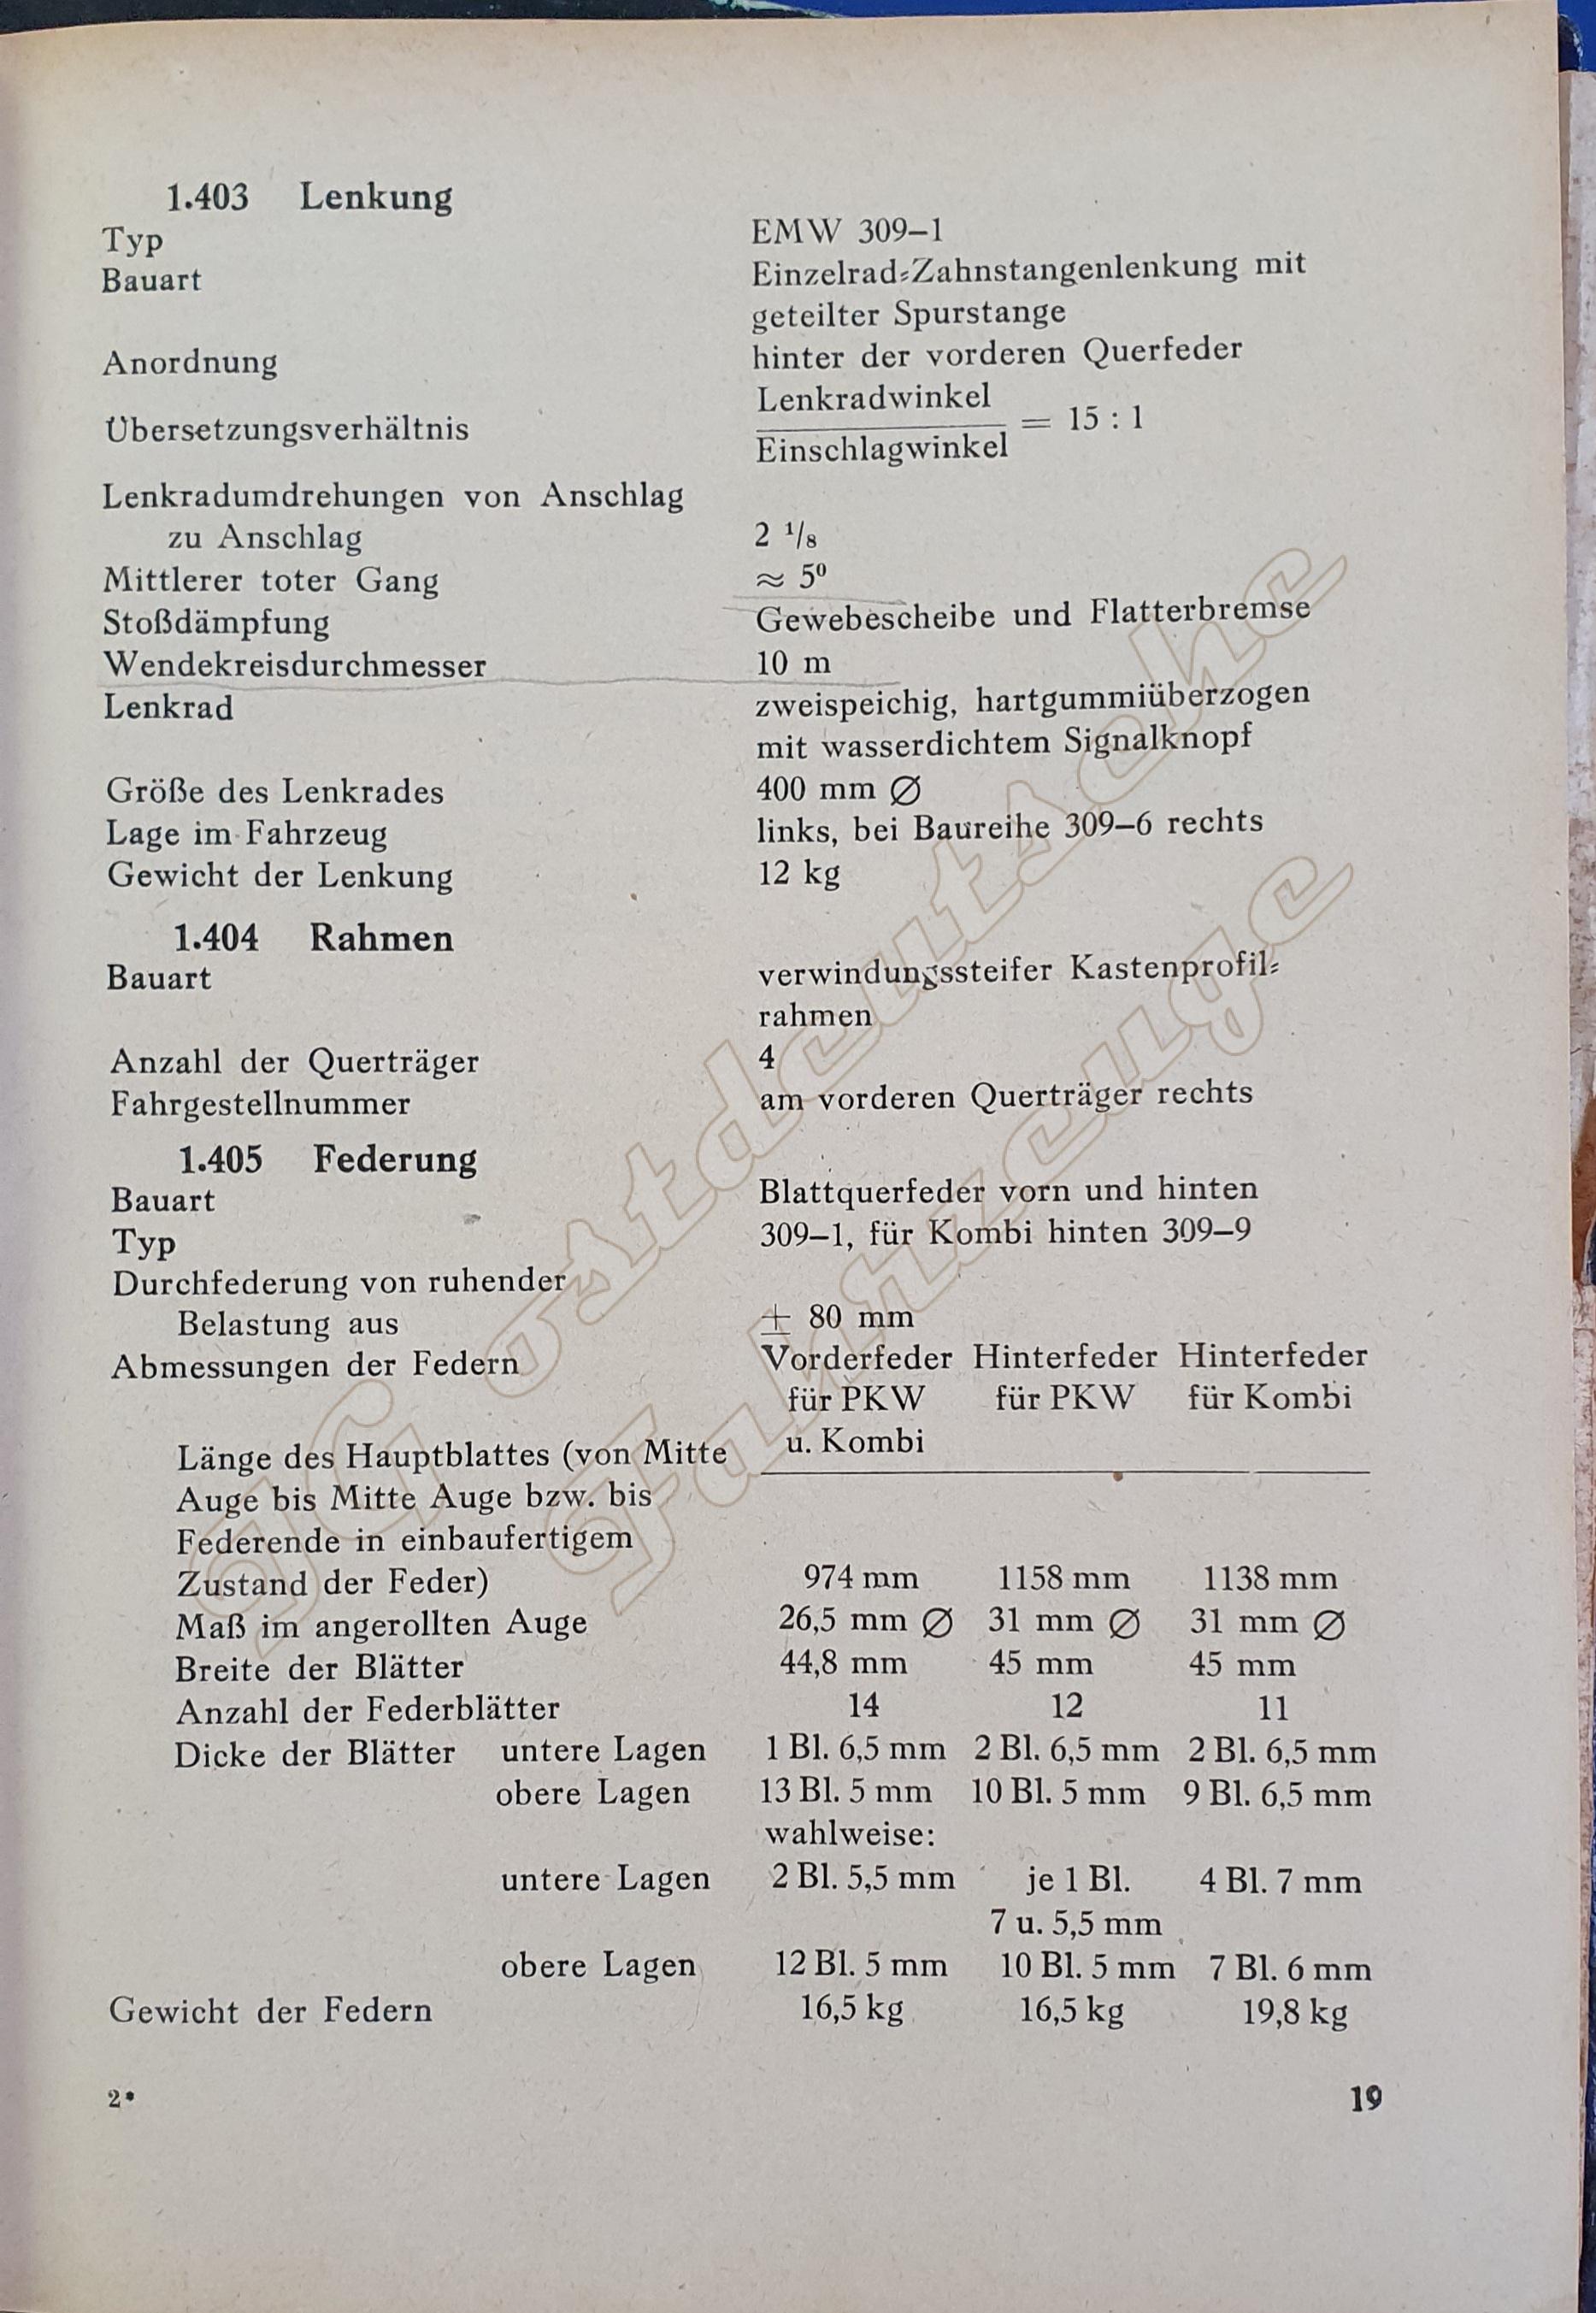 1.403 Lenkung
Typ EMW 309–1
Bauart Einzelrad-Zahnstangenlenkung mit
geteilter Spurstange
Anordnung hinter der vorderen Querfeder
Lenkradwinkel
Übersetzungsverhältnis = 15 : 1
Einschlagwinkel
Lenkradumdrehungen von Anschlag
zu Anschlag 2 1/8
Mittlerer toter Gang ≈ 5⁰
Stoßdämpfung Gewebescheibe und Flatterbremse
Wendekreisdurchmesser 10 m
Lenkrad zweispeichig, hartgummiüberzogen
mit wasserdichtem Signalknopf
Größe des Lenkrades 400 mm ∅
Lage im Fahrzeug links, bei Baureihe 309–6 rechts
Gewicht der Lenkung 12 kg
1.404 Rahmen
Bauart verwindungssteifer Kastenprofil-
rahmen
Anzahl der Querträger 4
Fahrgestellnummer am vorderen Querträger rechts
1.405 Federung
Bauart Blattquerfeder vorn und hinten
Typ 309–1, für Kombi hinten 309–9
Durchfederung von ruhender
Belastung aus ± 80 mm
Abmessungen der Federn Vorderfeder Hinterfeder Hinterfeder
für PKW für PKW für Kombi
u. Kombi
Länge des Hauptblattes (von Mitte
Auge bis Mitte Auge bzw. bis
Federende in einbaufertigem
Zustand der Feder) 974 mm 1158 mm 1138 mm
Maß im angerollten Auge 26,5 mm ∅ 31 mm ∅ 31 mm ∅
Breite der Blätter 44,8 mm 45 mm 45 mm
Anzahl der Federblätter 14 12 11
Dicke der Blätter untere Lagen 1 Bl. 6,5 mm 2 Bl. 6,5 mm 2 Bl. 6,5 mm
obere Lagen 13 Bl. 5 mm 10 Bl. 5 mm 9 Bl. 6,5 mm
wahlweise:
untere Lagen 2 Bl. 5,5 mm je 1 Bl. 4 Bl. 7 mm
7 u. 5,5 mm
obere Lagen 12 Bl. 5 mm 10 Bl. 5 mm 7 Bl. 6 mm
Gewicht der Federn 16,5 kg 16,5 kg 19,8 kg
2* 19
IG ostdeutsche
Fahrzeuge